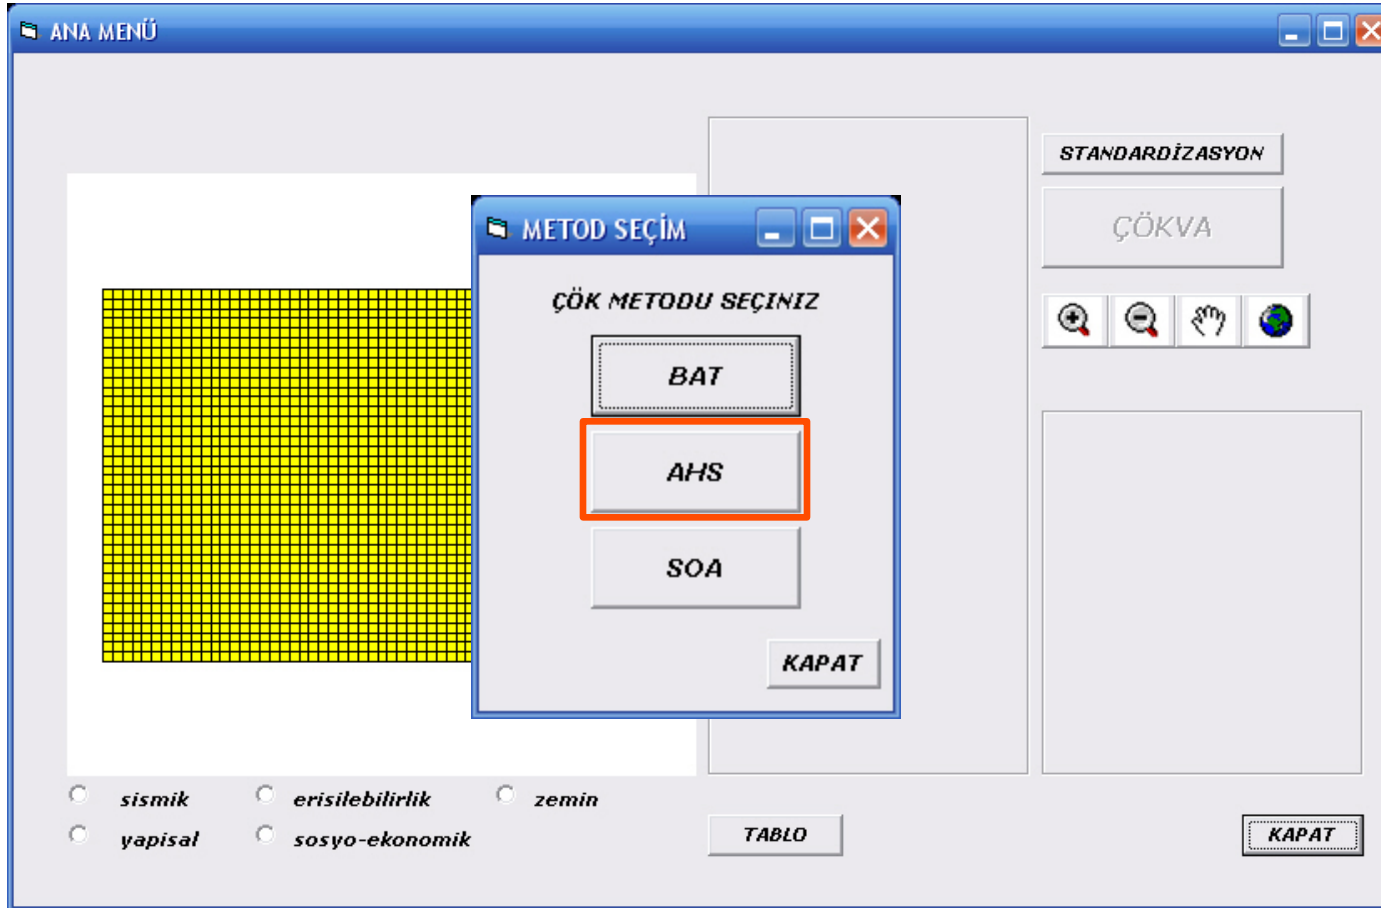 ANA MENÜ
STANDARDİZASYON
ÇÖKVA
METOD SEÇİM
ÇÖK METODU SEÇINIZ
BAT
AHS
SOA
KAPAT
sismik erisilebilirlik zemin
yapisal sosyo-ekonomik
TABLO
KAPAT